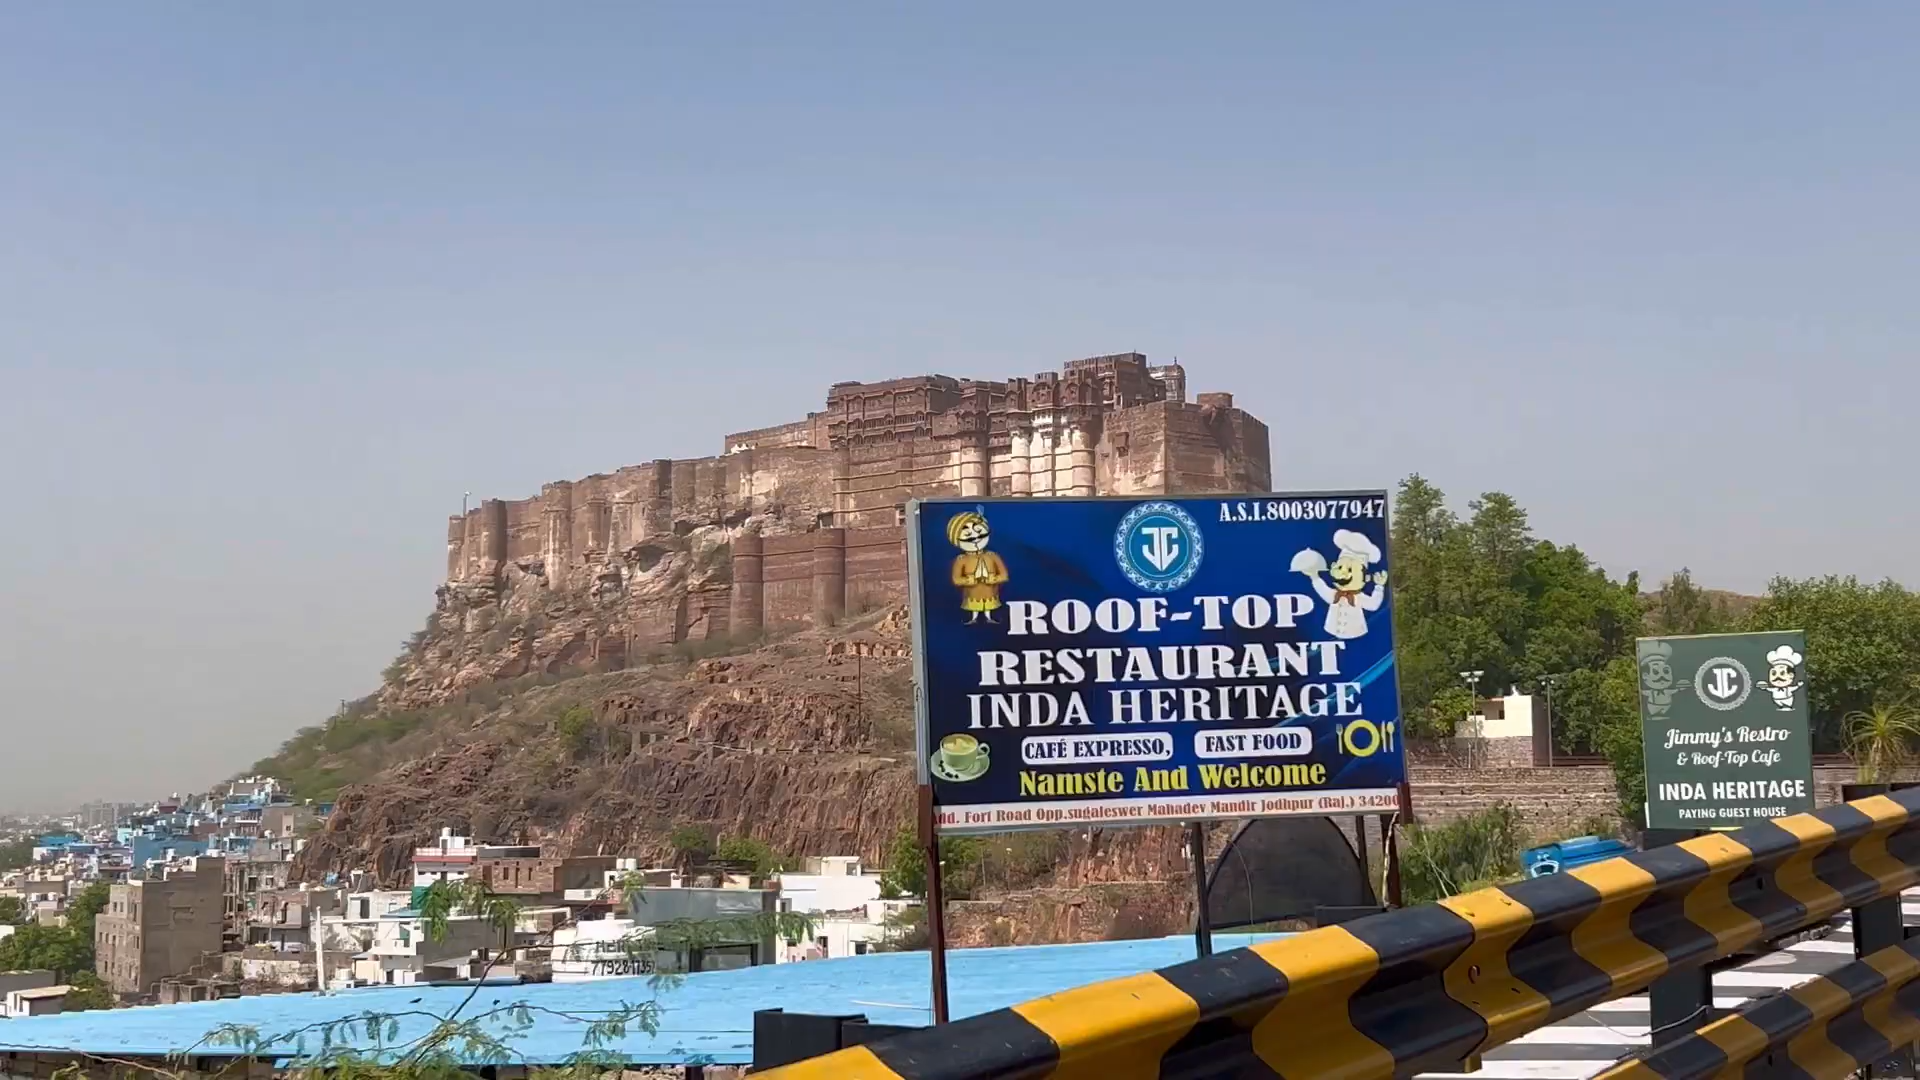 A.S.I.8003077947
JC
ROOF-TOP
RESTAURANT
INDA HERITAGE
CAFÉ EXPRESSO, FAST FOOD
Namste And Welcome
Fort Road Opp.sugaleswer Mahadev Mandir Jodhpur (Raj.)
JC
Jimmy's Restro
& Roof-Top Cafe
INDA HERITAGE
PAYING GUEST HOUSE